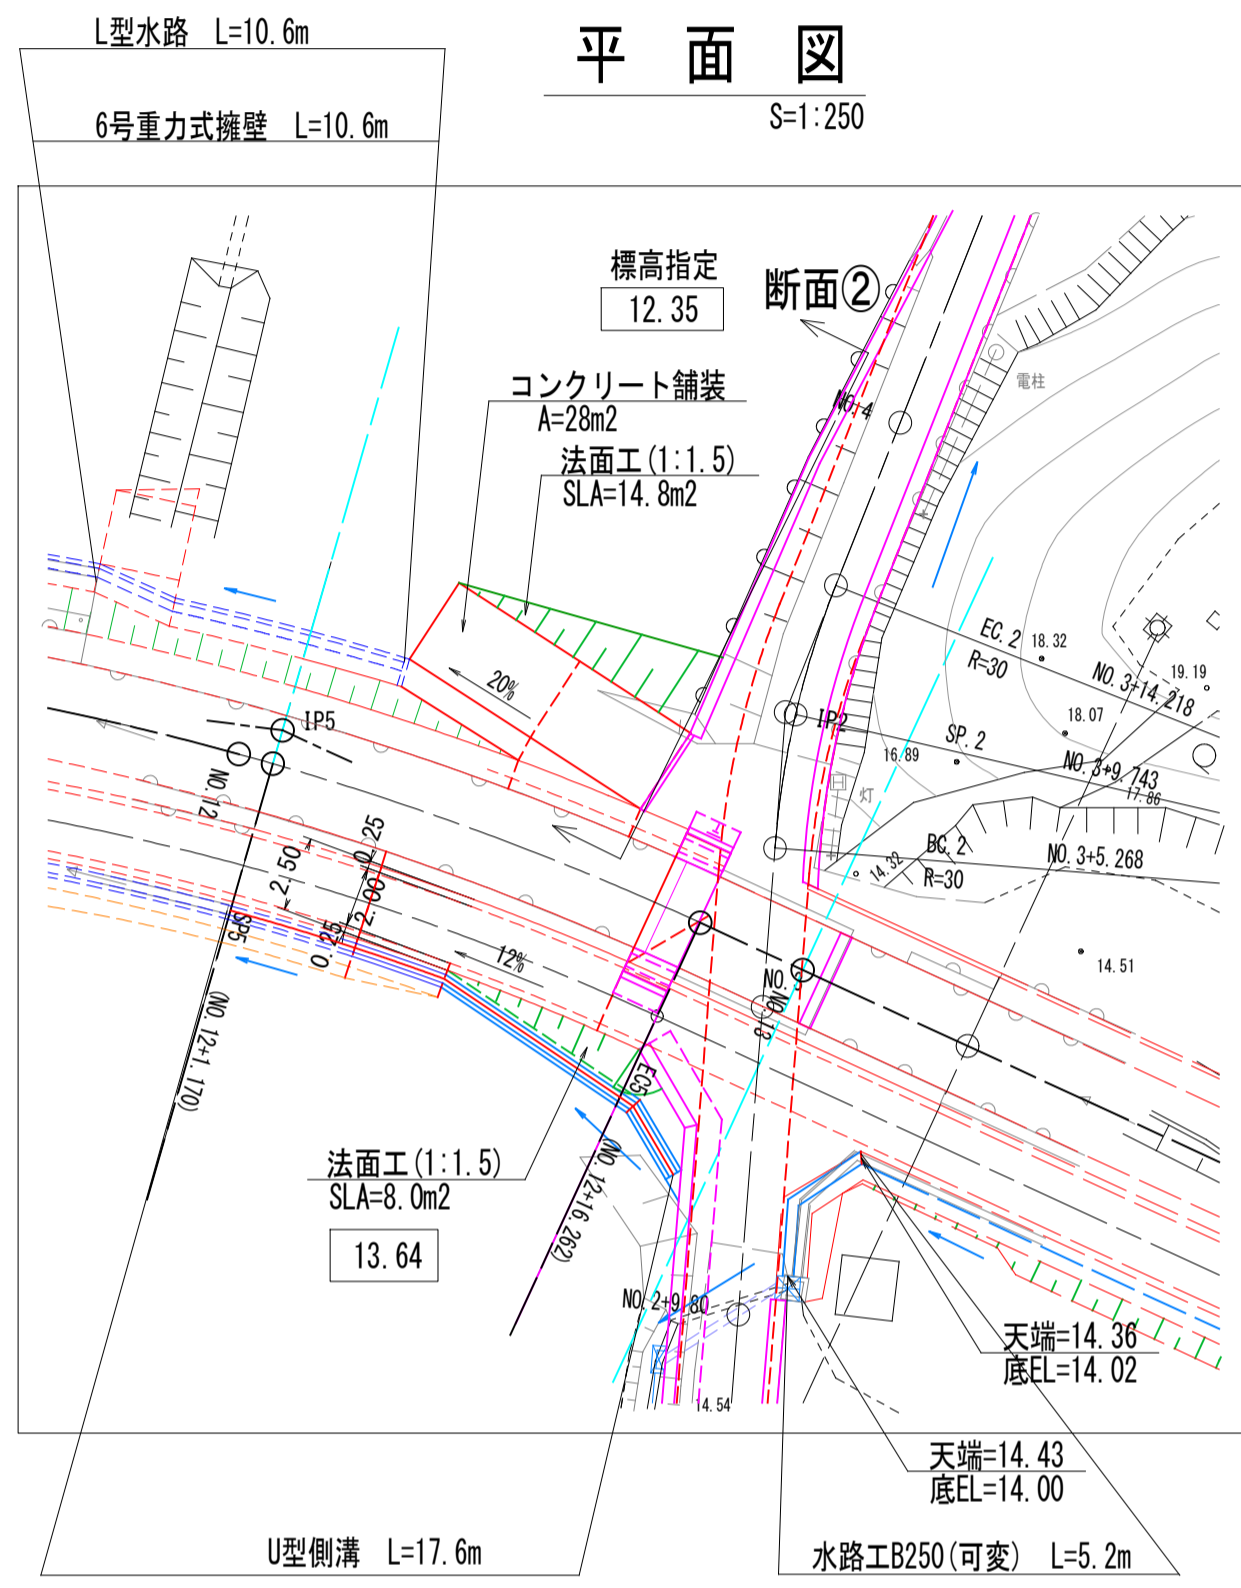 L型水路 L=10.6m
平面図
S=1:250
6号重力式擁壁 L=10.6m
標高指定
12.35
断面②
コンクリート舗装
A=28m2
法面工(1:1.5)
SLA=14.8m2
電柱
NO.4
20%
IP5
NO.12
EC.2
R=30
18.32
NO.3+14.218
19.19
18.07
IP2
SP.2
16.89
NO.3+9.743
17.86
灯
BC.2
R=30
14.32
NO.3+5.268
0.25
2.50
2.00
0.25
SP5
12%
14.51
NO.13
(NO.12+1.170)
EC5
(NO.12+16.262)
法面工(1:1.5)
SLA=8.0m2
13.64
14.54
天端=14.36
底EL=14.02
天端=14.43
底EL=14.00
U型側溝 L=17.6m
水路工B250(可変) L=5.2m